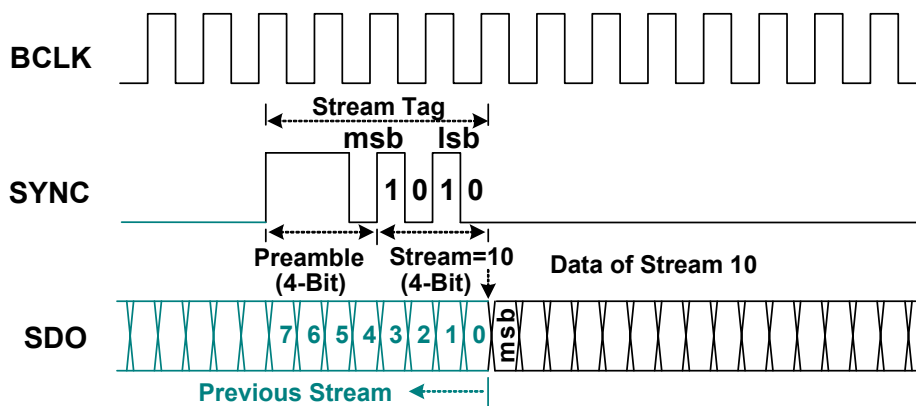 BCLK
Stream Tag
msb lsb
SYNC
1 0 1 0
Preamble
(4-Bit)
Stream=10
(4-Bit)
Data of Stream 10
SDO
7 6 5 4 3 2 1 0
msb
Previous Stream